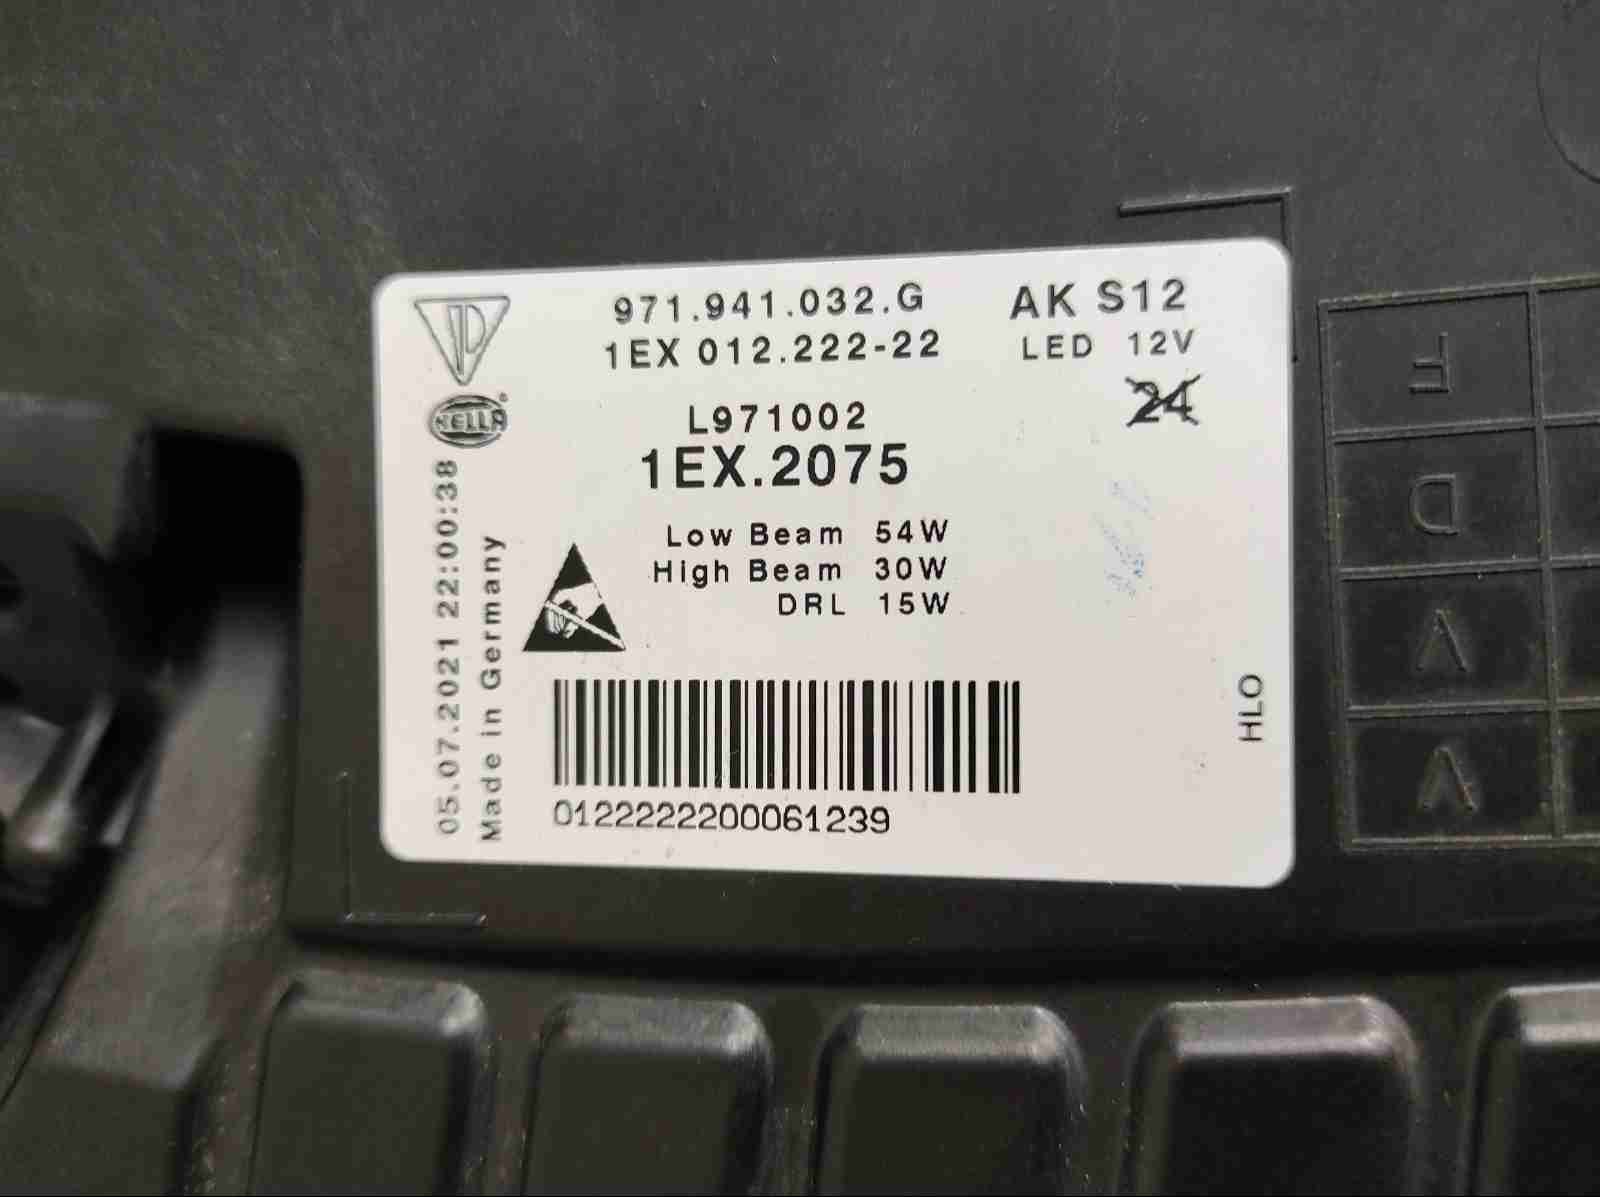 971.941.032.G
1EX 012.222-22
AK S12
LED 12V
24
HELLA
L971002
1EX.2075
Low Beam 54W
High Beam 30W
DRL 15W
05.07.2021 22:00:38
Made in Germany
0122222200061239
HLO
F
D
V
V